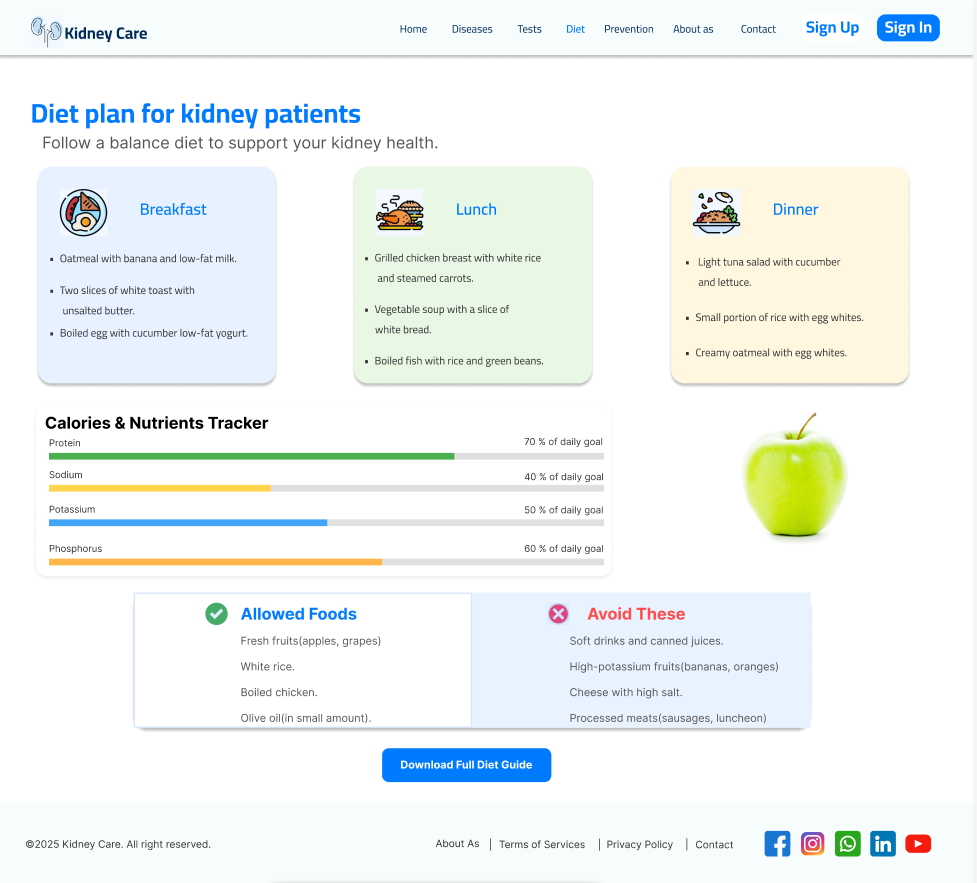 Kidney Care
Home
Diseases
Tests
Diet
Prevention
About as
Contact
Sign Up
Sign In
Diet plan for kidney patients
Follow a balance diet to support your kidney health.
Breakfast
Oatmeal with banana and low-fat milk.
Two slices of white toast with
unsalted butter.
Boiled egg with cucumber low-fat yogurt.
Lunch
Grilled chicken breast with white rice
and steamed carrots.
Vegetable soup with a slice of
white bread.
Boiled fish with rice and green beans.
Dinner
Light tuna salad with cucumber
and lettuce.
Small portion of rice with egg whites.
Creamy oatmeal with egg whites.
Calories & Nutrients Tracker
Protein
70 % of daily goal
Sodium
40 % of daily goal
Potassium
50 % of daily goal
Phosphorus
60 % of daily goal
Allowed Foods
Fresh fruits(apples, grapes)
White rice.
Boiled chicken.
Olive oil(in small amount).
Avoid These
Soft drinks and canned juices.
High-potassium fruits(bananas, oranges)
Cheese with high salt.
Processed meats(sausages, luncheon)
Download Full Diet Guide
©2025 Kidney Care. All right reserved.
About As | Terms of Services | Privacy Policy | Contact